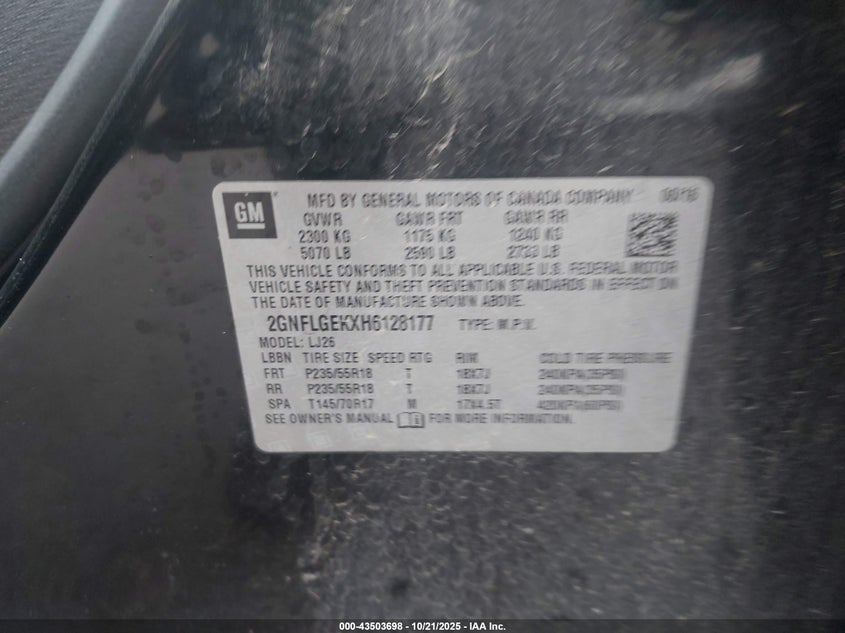 GM
MFD BY GENERAL MOTORS OF CANADA COMPANY
GVWR GAWR FRT GAWR RR
2300 KG 1175 KG 1240 KG
5070 LB 2590 LB 2733 LB
THIS VEHICLE CONFORMS TO ALL APPLICABLE U.S. FEDERAL MOTOR
VEHICLE SAFETY AND THEFT PREVENTION STANDARDS IN EFFECT ON
THE DATE OF MANUFACTURE SHOWN ABOVE.
2GNFLGEKXH6128177 TYPE: M.P.V.
MODEL: LJ26
LBBN TIRE SIZE SPEED RTG RIM COLD TIRE PRESSURE
FRT P235/55R18 T 18X7J 240KPA(35PSI)
RR P235/55R18 T 18X7J 240KPA(35PSI)
SPA T145/70R17 M 17X4.5T 420KPA(60PSI)
SEE OWNER'S MANUAL FOR MORE INFORMATION.
000-43503698 - 10/21/2025 - IAA Inc.